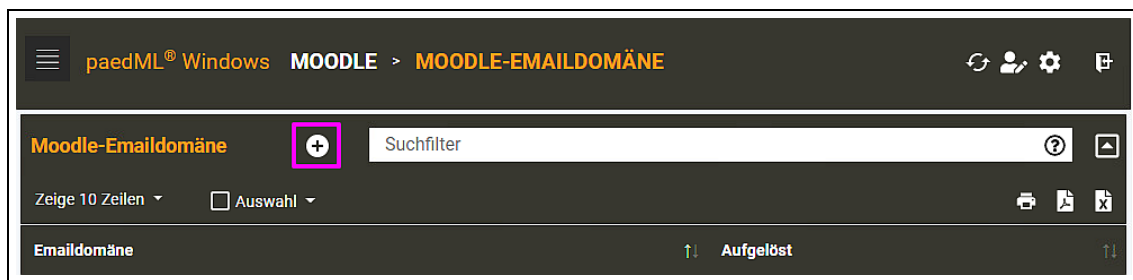 paedML® Windows MOODLE > MOODLE-EMAILDOMÄNE
Moodle-Emaildomäne Suchfilter
Zeige 10 Zeilen Auswahl
Emaildomäne Aufgelöst